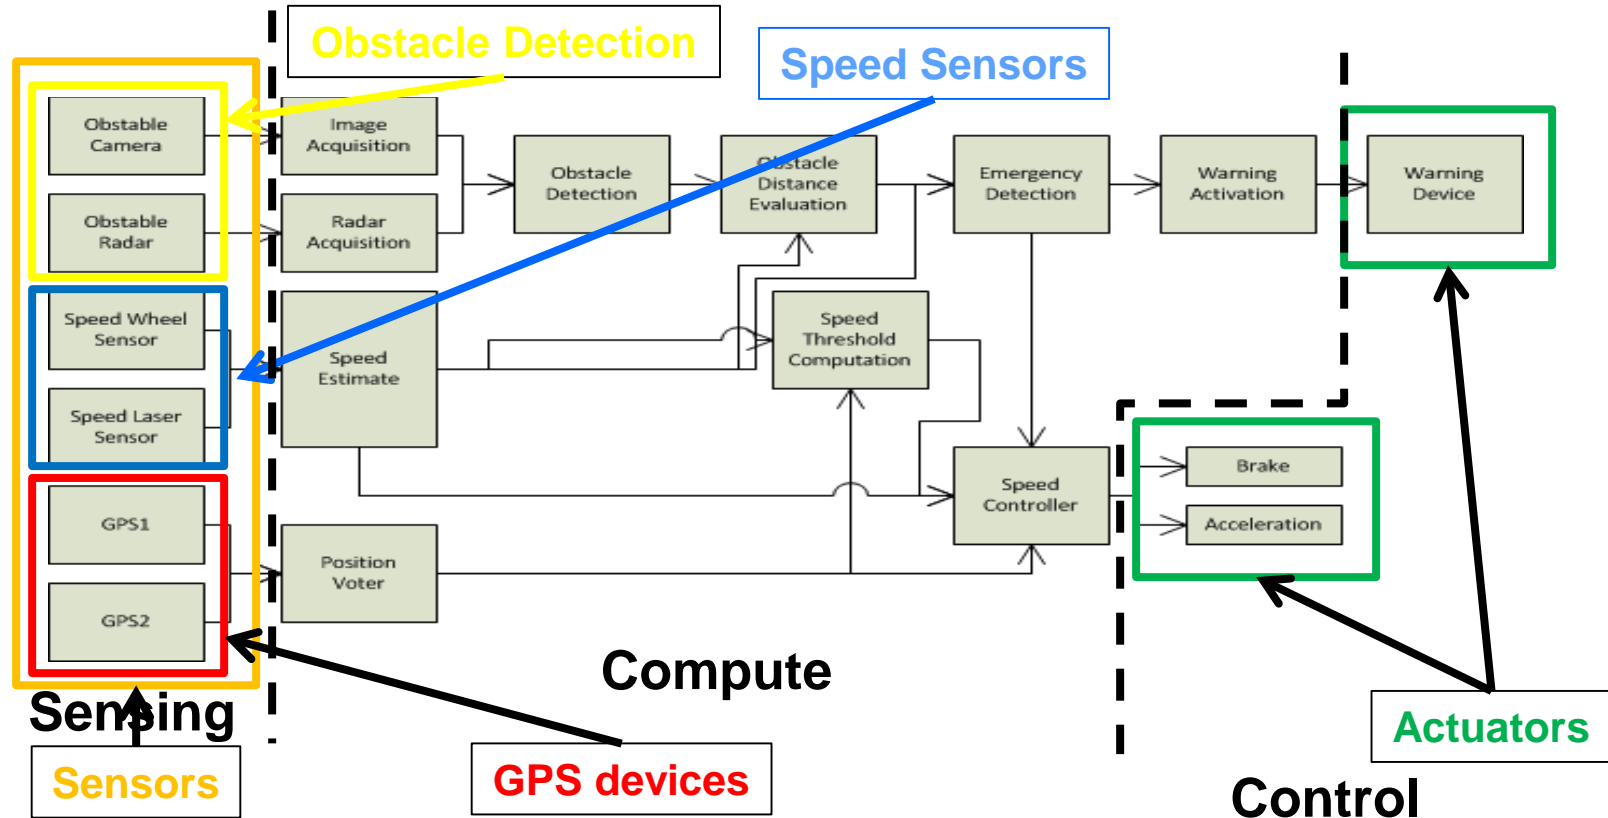 Obstacle Detection
Speed Sensors
Obstable
Camera
Image
Acquisition
Obstacle
Detection
Obstacle
Distance
Evaluation
Emergency
Detection
Warning
Activation
Warning
Device
Obstable
Radar
Radar
Acquisition
Speed Wheel
Sensor
Speed
Estimate
Speed
Threshold
Computation
Speed Laser
Sensor
GPS1
GPS2
Position
Voter
Speed
Controller
Brake
Acceleration
Sensing
Compute
Control
Sensors
GPS devices
Actuators